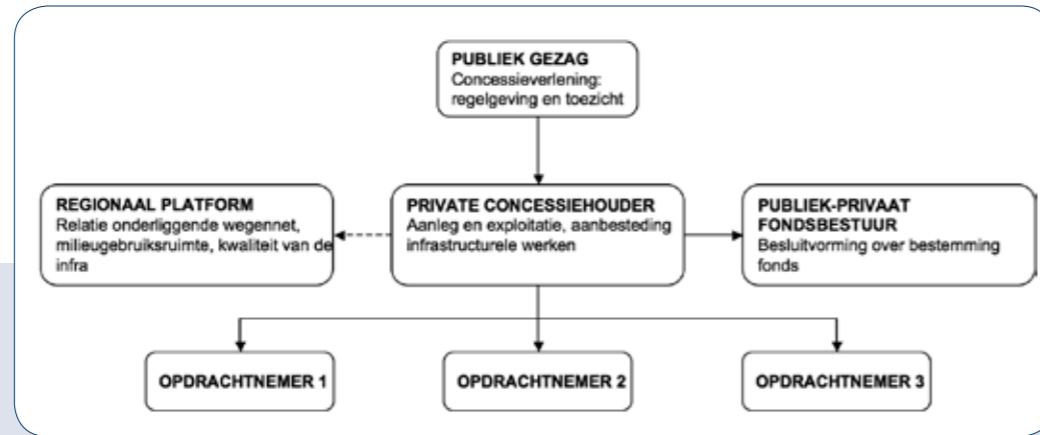 PUBLIEK GEZAG
Concessieverlening:
regelgeving en toezicht
REGIONAAL PLATFORM
Relatie onderliggende wegennet,
milieugebruiksruimte, kwaliteit van de
infra
PRIVATE CONCESSIEHOUDER
Aanleg en exploitatie, aanbesteding
infrastructurele werken
PUBLIEK-PRIVAAT
FONDSBESTUUR
Besluitvorming over bestemming
fonds
OPDRACHTNEMER 1
OPDRACHTNEMER 2
OPDRACHTNEMER 3